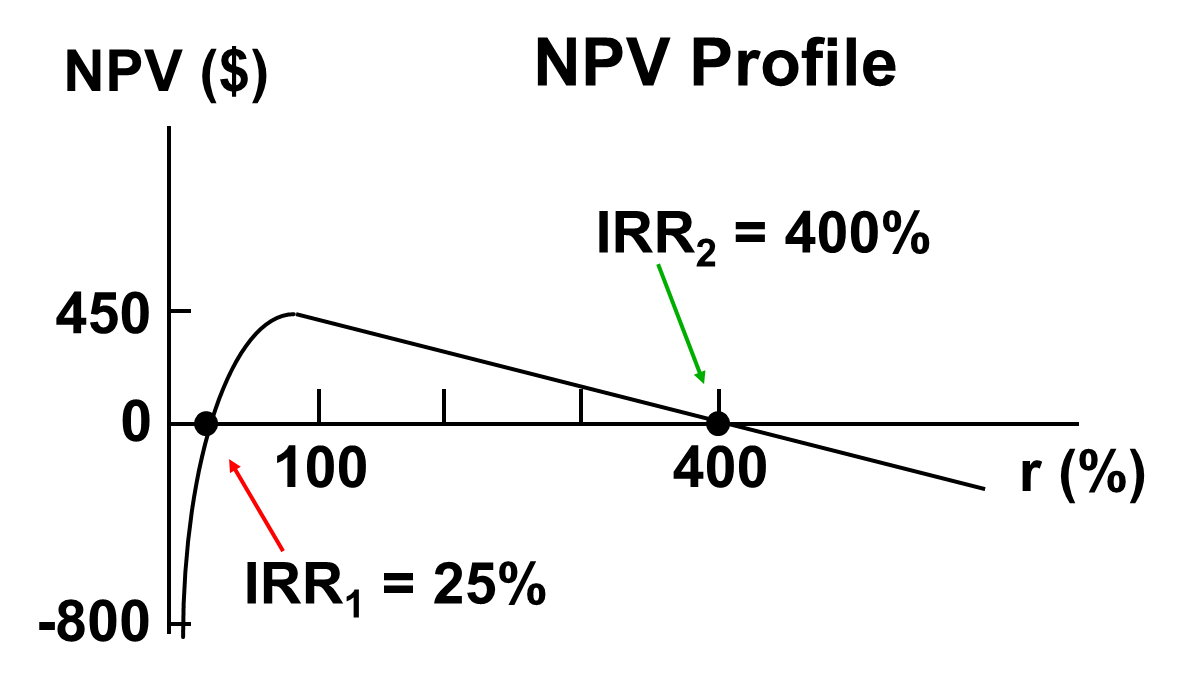 NPV Profile
NPV ($)
IRR₂ = 400%
450
0
100
400
r (%)
IRR₁ = 25%
-800